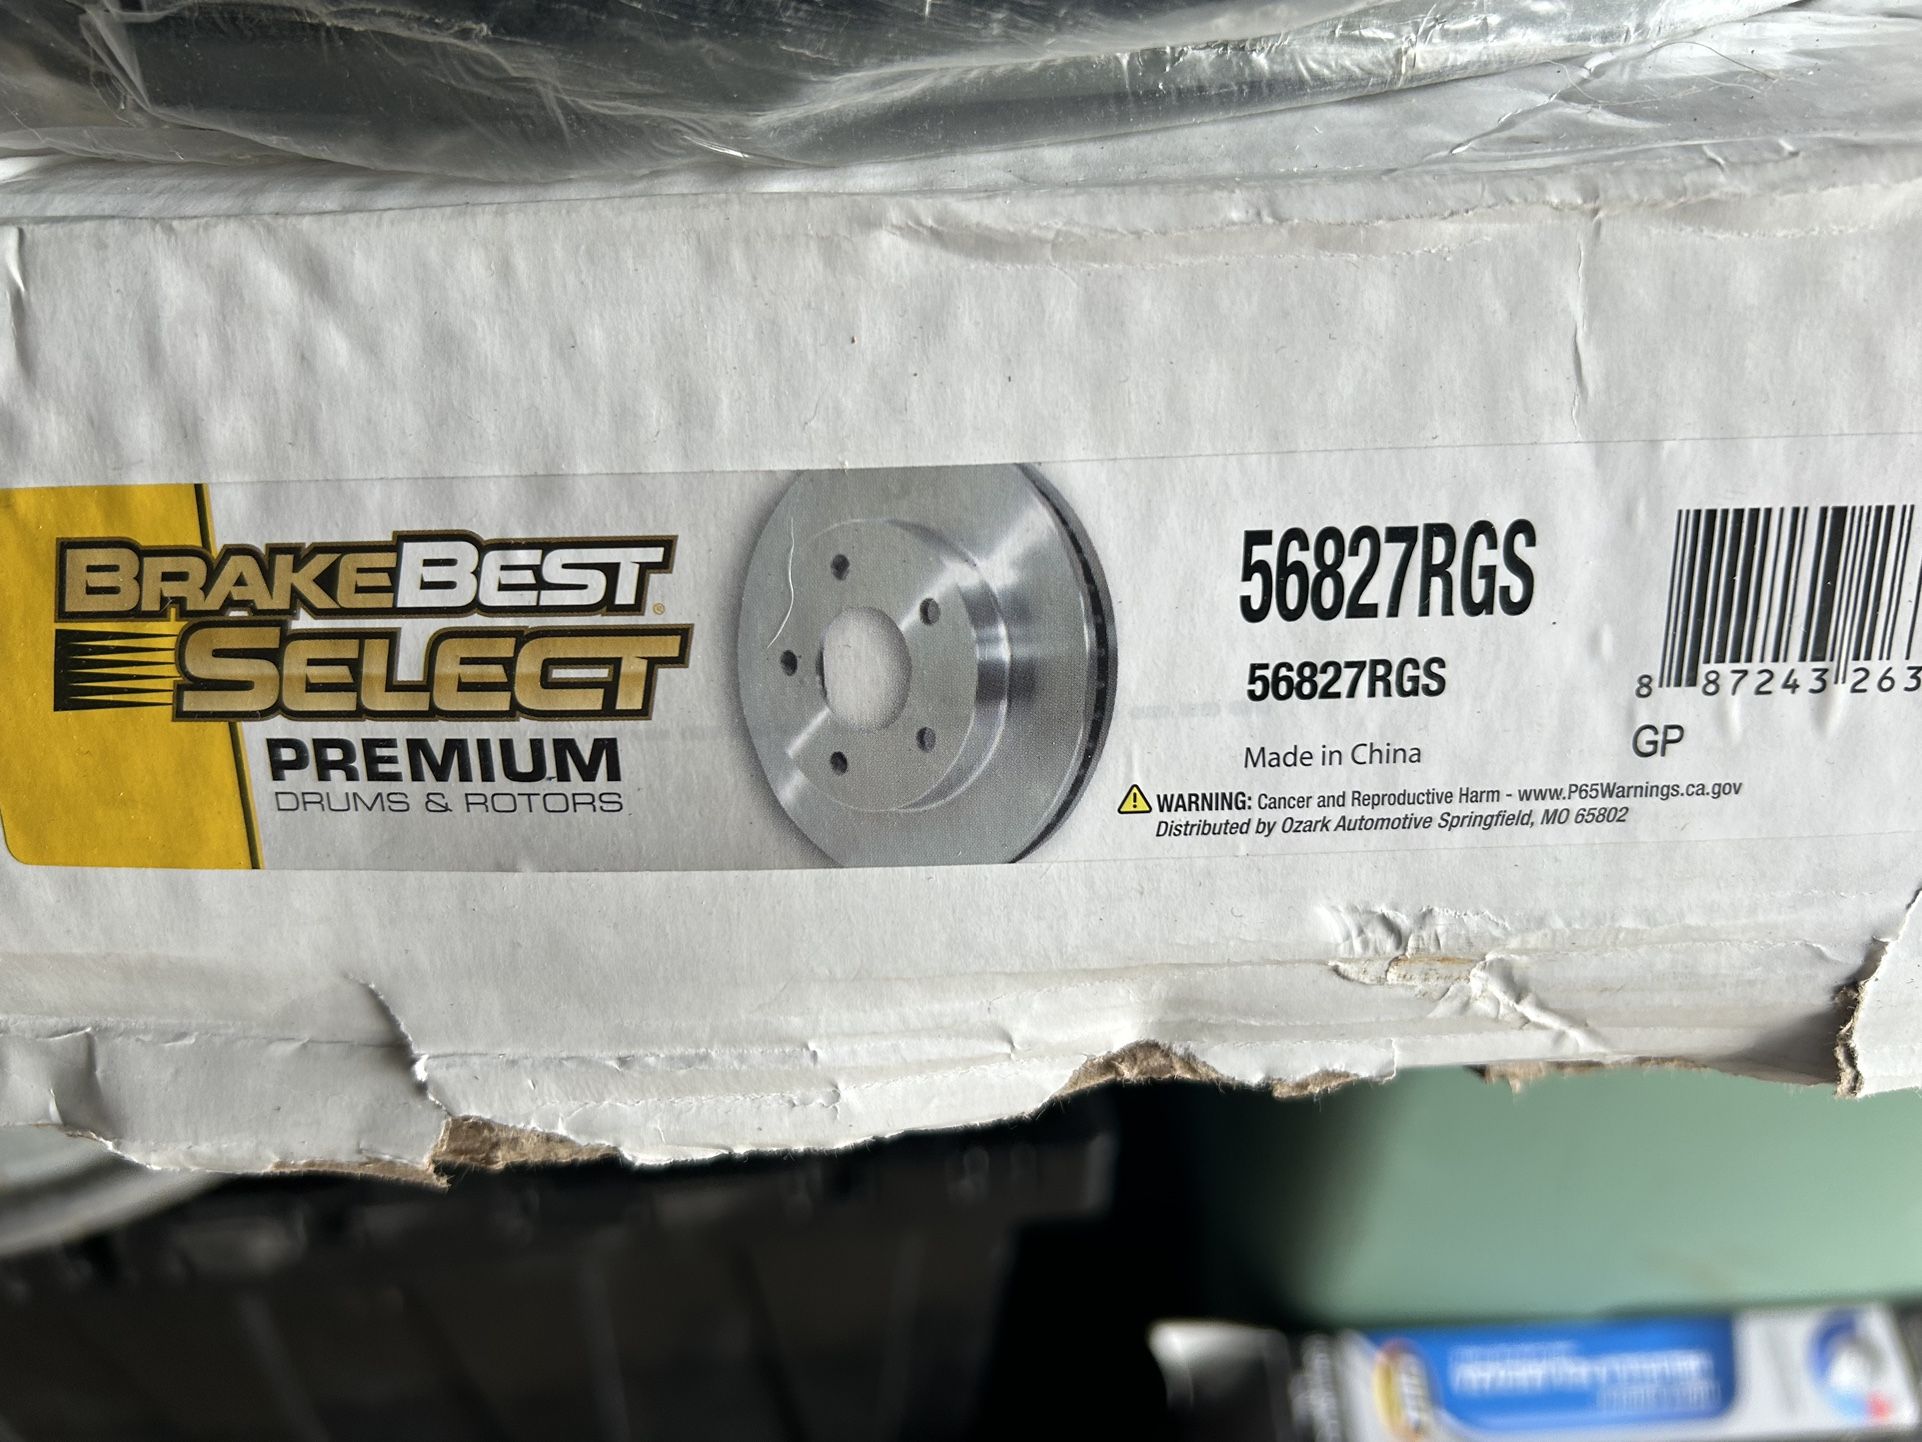 BRAKEBEST®
SELECT
PREMIUM
DRUMS & ROTORS
56827RGS
56827RGS
Made in China
WARNING: Cancer and Reproductive Harm - www.P65Warnings.ca.gov
Distributed by Ozark Automotive Springfield, MO 65802
8 87243 263
GP